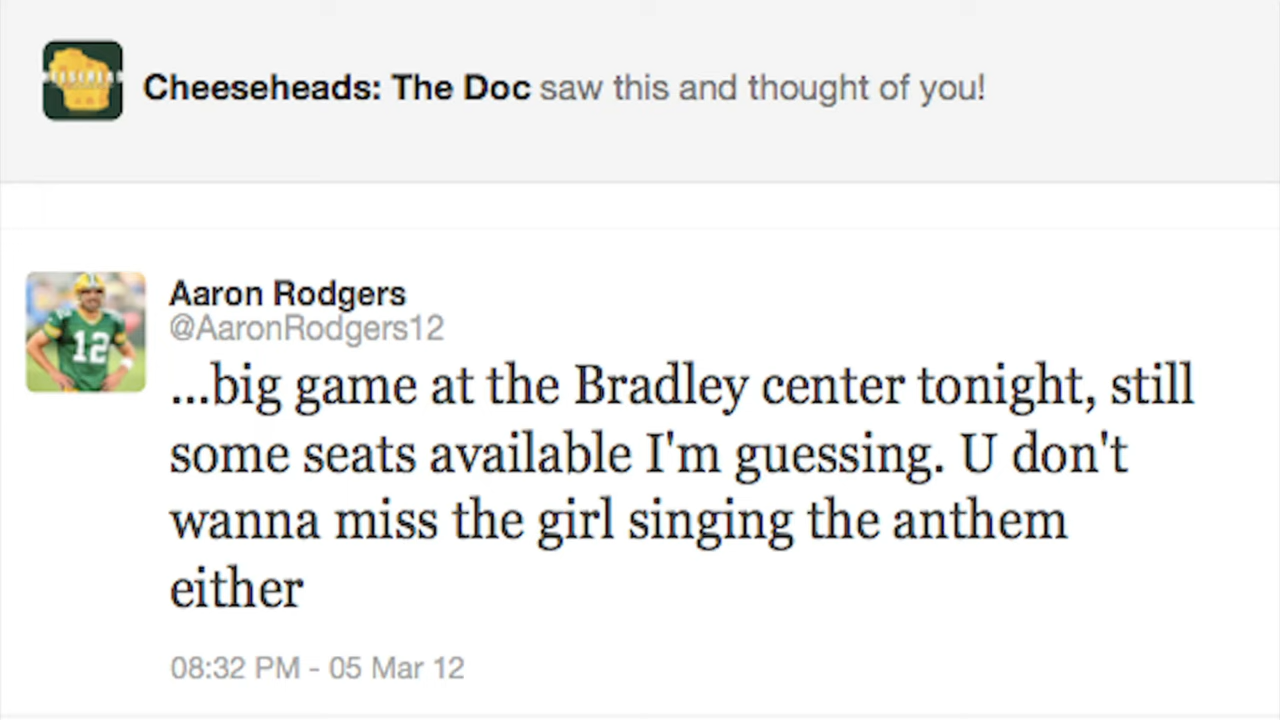 Cheeseheads: The Doc saw this and thought of you!
Aaron Rodgers
@AaronRodgers12
12
...big game at the Bradley center tonight, still
some seats available I'm guessing. U don't
wanna miss the girl singing the anthem
either
08:32 PM - 05 Mar 12